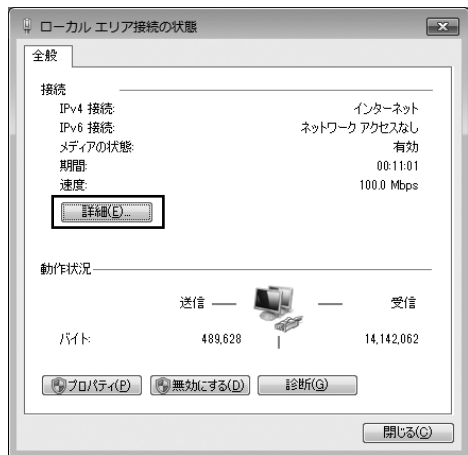 ローカル エリア接続の状態
全般
接続
IPv4 接続: インターネット
IPv6 接続: ネットワーク アクセスなし
メディアの状態: 有効
期間: 00:11:01
速度: 100.0 Mbps
詳細(E)...
動作状況
送信 受信
バイト: 489,628 14,142,062
プロパティ(P) 無効にする(D) 診断(G)
閉じる(C)